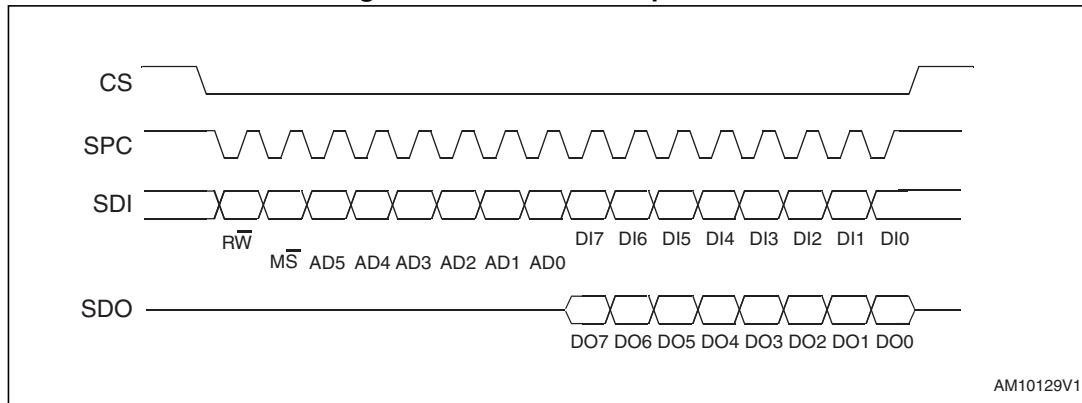 CS
SPC
SDI
RW DI7 DI6 DI5 DI4 DI3 DI2 DI1 DI0
MS AD5 AD4 AD3 AD2 AD1 AD0
SDO
DO7 DO6 DO5 DO4 DO3 DO2 DO1 DO0
AM10129V1